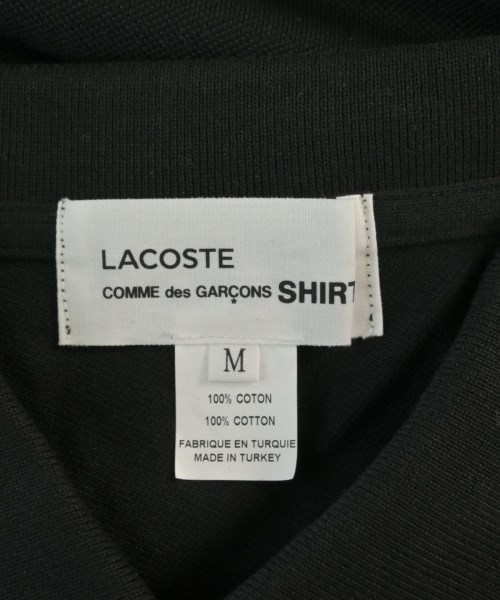 LACOSTE
COMME des GARÇONS SHIRT
M
100% COTON
100% COTTON
FABRIQUE EN TURQUIE
MADE IN TURKEY